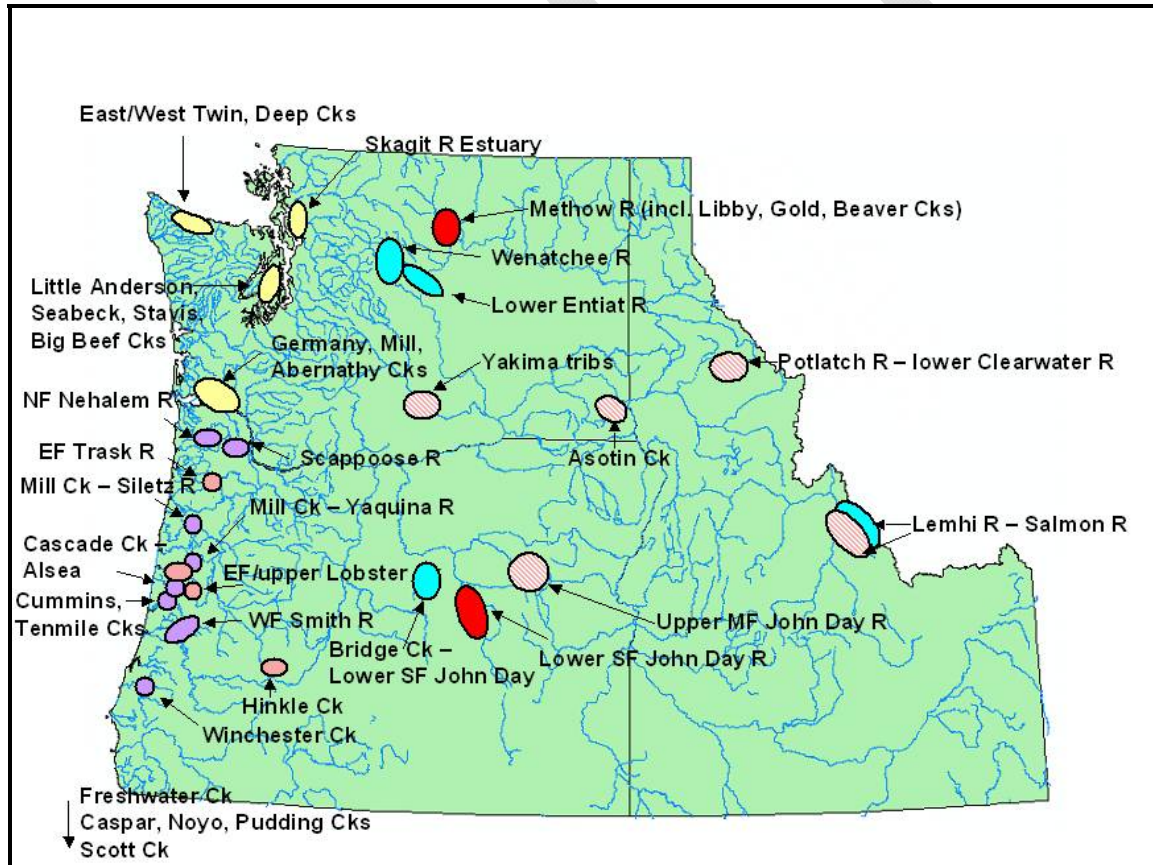 East/West Twin, Deep Cks
Skagit R Estuary
Methow R (incl. Libby, Gold, Beaver Cks)
Wenatchee R
Lower Entiat R
Little Anderson,
Seabeck, Stavis,
Big Beef Cks
Germany, Mill,
Abernathy Cks
Yakima tribs
Potlatch R – lower Clearwater R
NF Nehalem R
Scappoose R
Asotin Ck
EF Trask R
Mill Ck – Siletz R
Mill Ck – Yaquina R
Lemhi R – Salmon R
Cascade Ck –
Alsea
EF/upper Lobster
Cummins,
Tenmile Cks
WF Smith R
Upper MF John Day R
Bridge Ck –
Lower SF John Day
Lower SF John Day R
Hinkle Ck
Winchester Ck
Freshwater Ck
Caspar, Noyo, Pudding Cks
Scott Ck